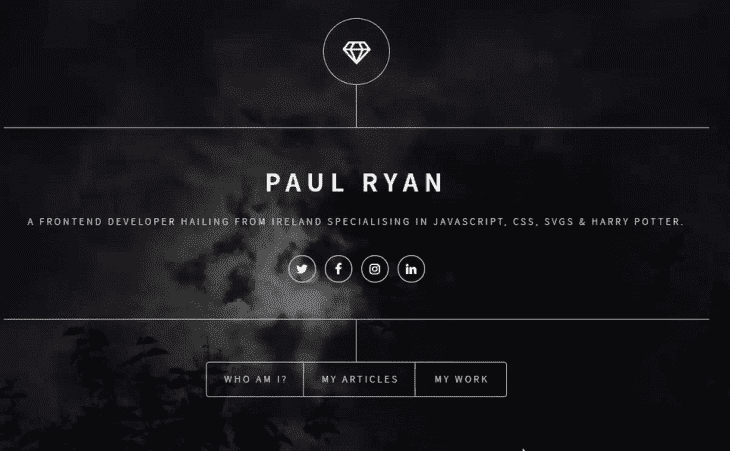 PAUL RYAN
A FRONTEND DEVELOPER HAILING FROM IRELAND SPECIALISING IN JAVASCRIPT, CSS, SVGS & HARRY POTTER.
WHO AM I? MY ARTICLES MY WORK